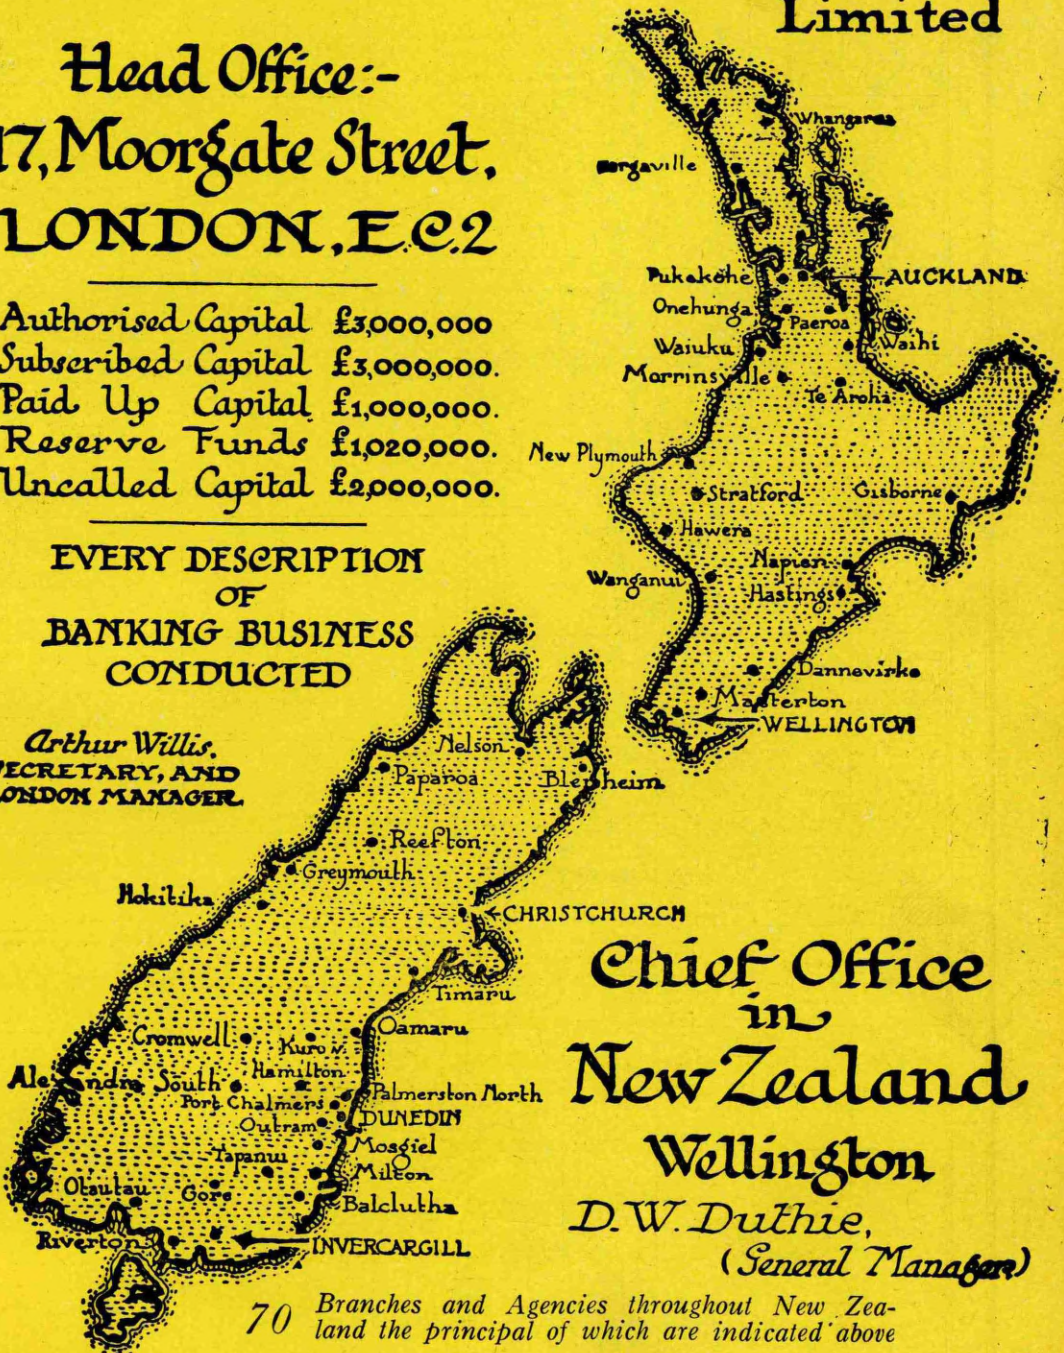 Limited
Head Office:-
17, Moorgate Street,
LONDON, E.C.2
Authorised Capital £3,000,000
Subscribed Capital £3,000,000.
Paid Up Capital £1,000,000.
Reserve Funds £1,020,000.
Uncalled Capital £2,000,000.
EVERY DESCRIPTION
OF
BANKING BUSINESS
CONDUCTED
Arthur Willis.
SECRETARY, AND
LONDON MANAGER.
Whangarea
Pukekohe
AUCKLAND
Onehunga
Paeroa
Waihi
Waiuku
Morrinsville
Te Aroha
New Plymouth
Stratford
Gisborne
Hawera
Wanganui
Napier
Hastings
Dannevirke
Masterton
WELLINGTON
Nelson
Paparoa
Blenheim
Reefton
Greymouth
Hokitika
CHRISTCHURCH
Timaru
Oamaru
Cromwell
Hamilton
Alexandra South
Palmerston North
Port Chalmers
DUNEDIN
Outram
Mosgiel
Tapanui
Milton
Otautau
Gore
Balclutha
Riverton
INVERCARGILL
Chief Office
in
New Zealand
Wellington
D.W. Duthie,
(General Manager)
70 Branches and Agencies throughout New Zea-
land the principal of which are indicated above